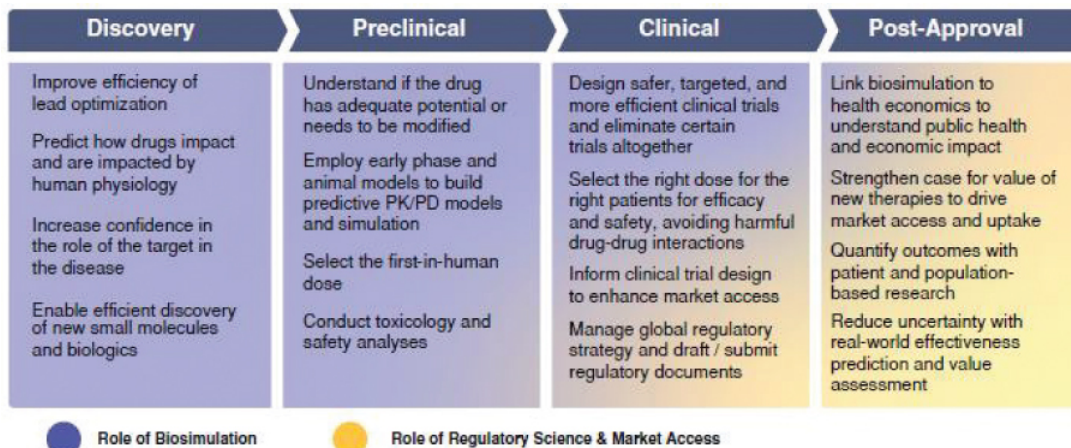 Discovery
Preclinical
Clinical
Post-Approval
Improve efficiency of
lead optimization
Predict how drugs impact
and are impacted by
human physiology
Increase confidence in
the role of the target in
the disease
Enable efficient discovery
of new small molecules
and biologics
Understand if the drug
has adequate potential or
needs to be modified
Employ early phase and
animal models to build
predictive PK/PD models
and simulation
Select the first-in-human
dose
Conduct toxicology and
safety analyses
Design safer, targeted, and
more efficient clinical trials
and eliminate certain
trials altogether
Select the right dose for the
right patients for efficacy
and safety, avoiding harmful
drug-drug interactions
Inform clinical trial design
to enhance market access
Manage global regulatory
strategy and draft / submit
regulatory documents
Link biosimulation to
health economics to
understand public health
and economic impact
Strengthen case for value of
new therapies to drive
market access and uptake
Quantify outcomes with
patient and population-
based research
Reduce uncertainty with
real-world effectiveness
prediction and value
assessment
Role of Biosimulation
Role of Regulatory Science & Market Access